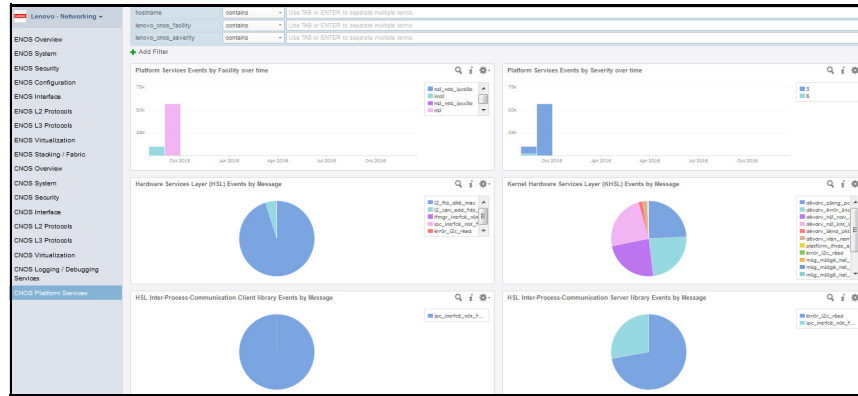 Lenovo - Networking
ENOS Overview
ENOS System
ENOS Security
ENOS Configuration
ENOS Interface
ENOS L2 Protocols
ENOS L3 Protocols
ENOS Virtualization
ENOS Stacking / Fabric
CNOS Overview
CNOS System
CNOS Security
CNOS Interface
CNOS L2 Protocols
CNOS L3 Protocols
CNOS Virtualization
CNOS Logging / Debugging
Services
CNOS Platform Services
hostname contains Use TAB or ENTER to separate multiple terms
lenovo_cnos_facility contains Use TAB or ENTER to separate multiple terms
lenovo_cnos_severity contains Use TAB or ENTER to separate multiple terms
Add Filter
Platform Services Events by Facility over time
75k
50k
25k
Oct 2015 Jan 2016 Apr 2016 Jul 2016 Oct 2016
nsl
Platform Services Events by Severity over time
75k
50k
25k
Oct 2015 Jan 2016 Apr 2016 Jul 2016 Oct 2016
5
6
Hardware Services Layer (HSL) Events by Message
Kernel Hardware Services Layer (KHSL) Events by Message
HSL Inter-Process-Communication Client library Events by Message
HSL Inter-Process-Communication Server library Events by Message